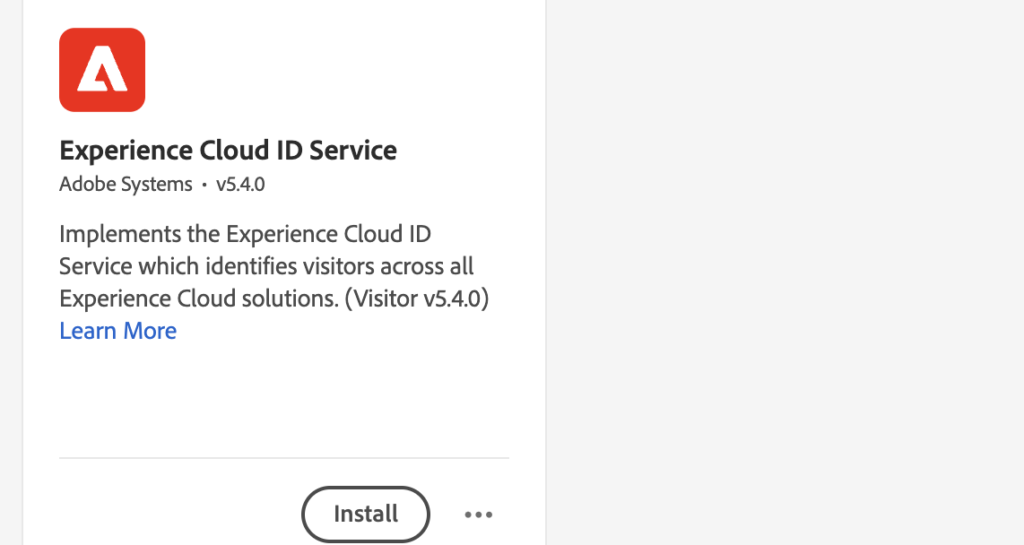 Experience Cloud ID Service
Adobe Systems • v5.4.0
Implements the Experience Cloud ID
Service which identifies visitors across all
Experience Cloud solutions. (Visitor v5.4.0)
Learn More
Install